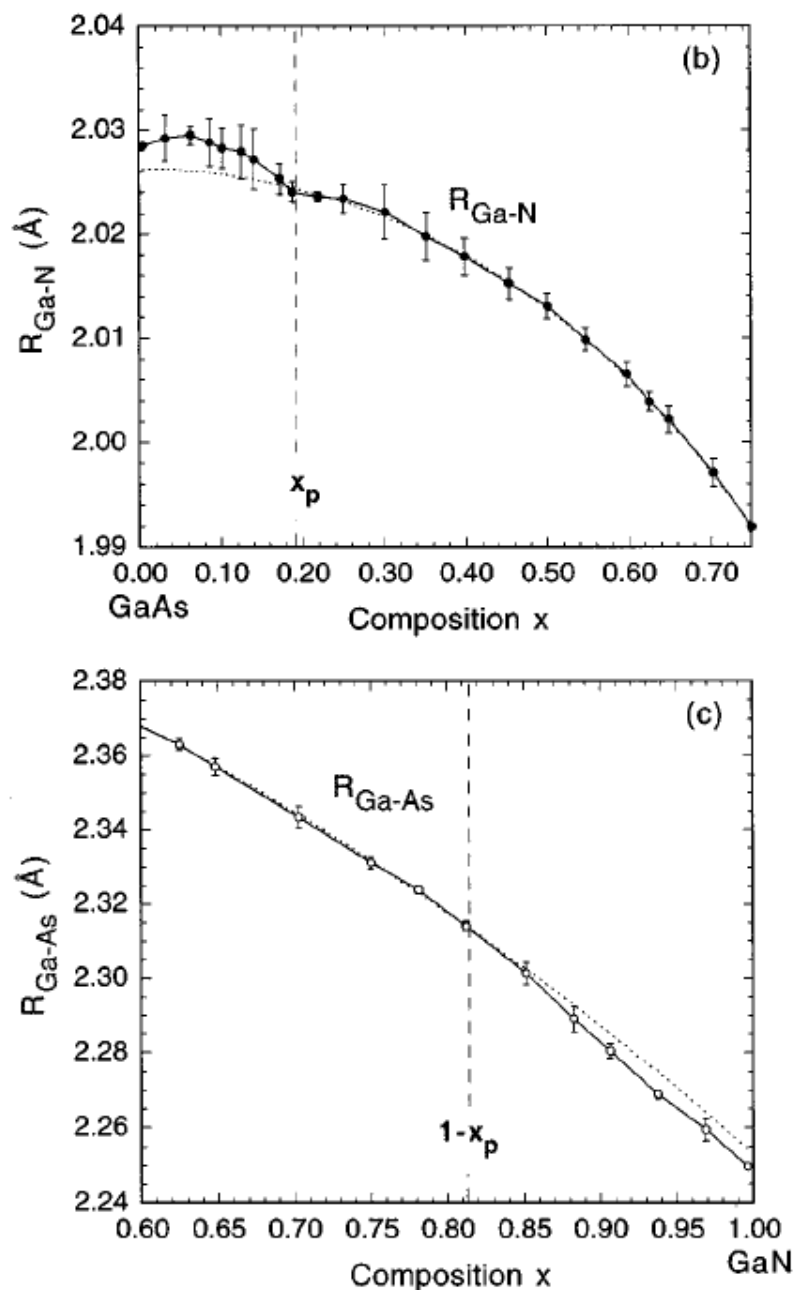 2.04
(b)
2.03
R_Ga-N
2.02
R_Ga-N (Å)
2.01
2.00
x_p
1.99
0.00 0.10 0.20 0.30 0.40 0.50 0.60 0.70
GaAs
Composition x
2.38
(c)
2.36
R_Ga-As
2.34
2.32
R_Ga-As (Å)
2.30
2.28
2.26
1-x_p
2.24
0.60 0.65 0.70 0.75 0.80 0.85 0.90 0.95 1.00
GaN
Composition x